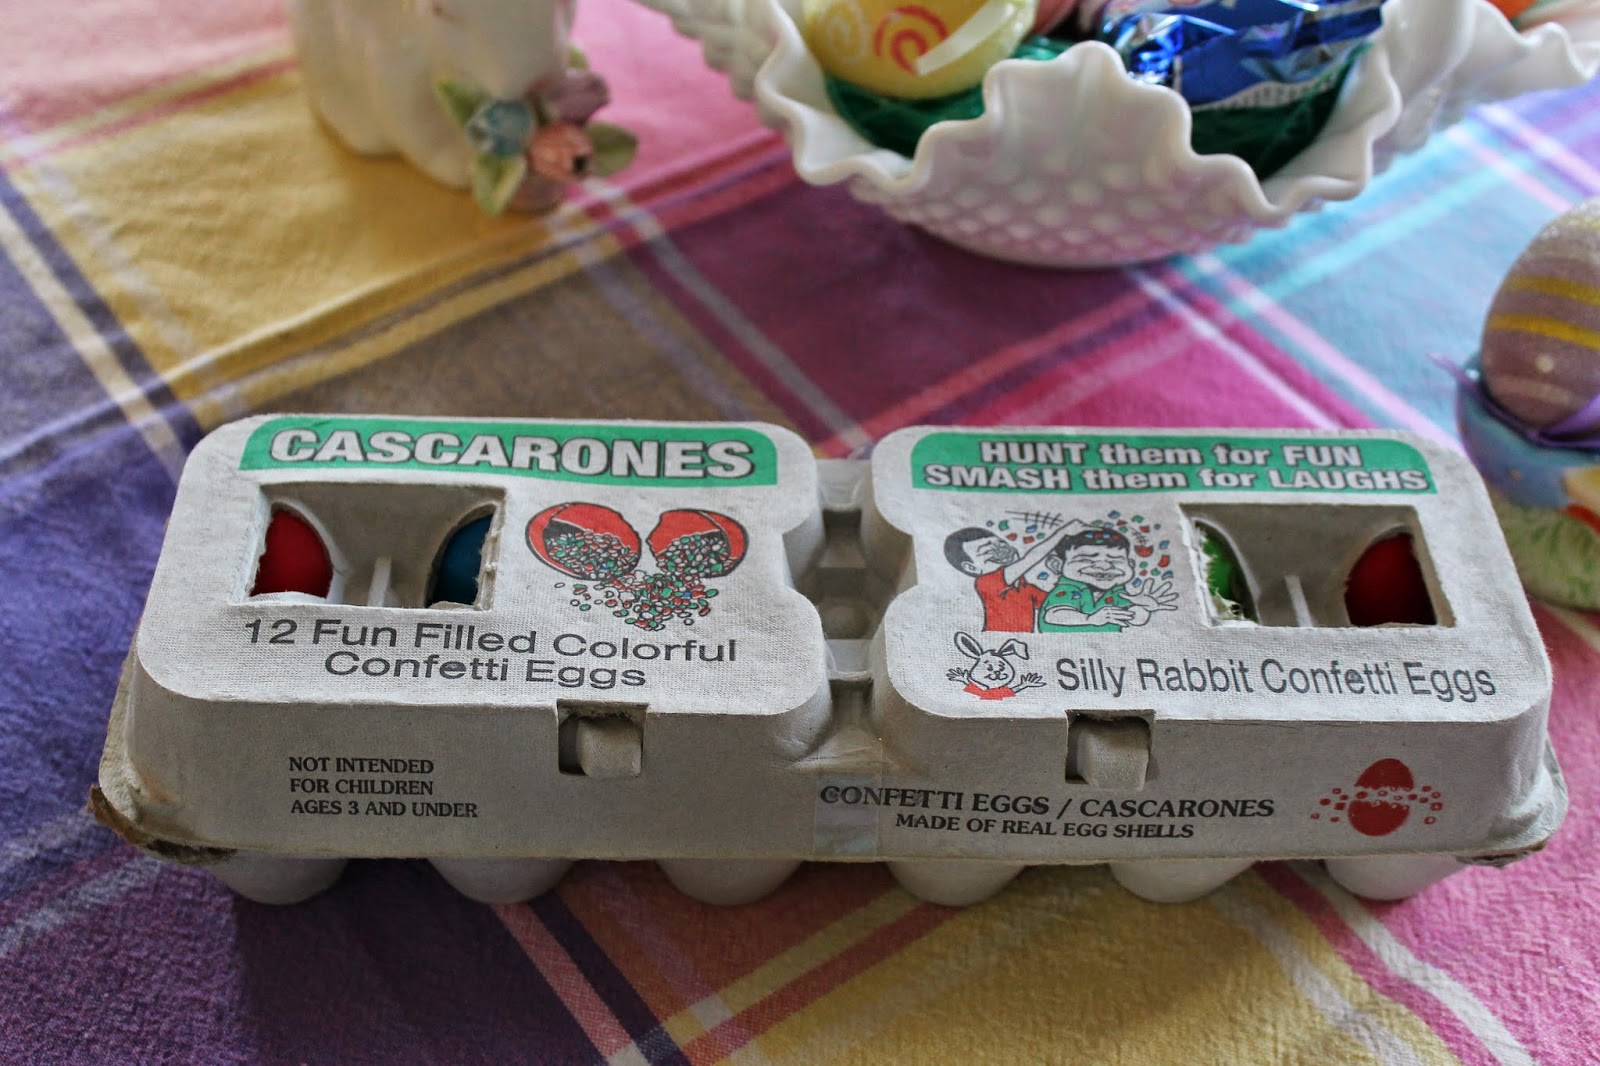 CASCARONES
12 Fun Filled Colorful
Confetti Eggs
HUNT them for FUN
SMASH them for LAUGHS
Silly Rabbit Confetti Eggs
NOT INTENDED
FOR CHILDREN
AGES 3 AND UNDER
CONFETTI EGGS / CASCARONES
MADE OF REAL EGG SHELLS